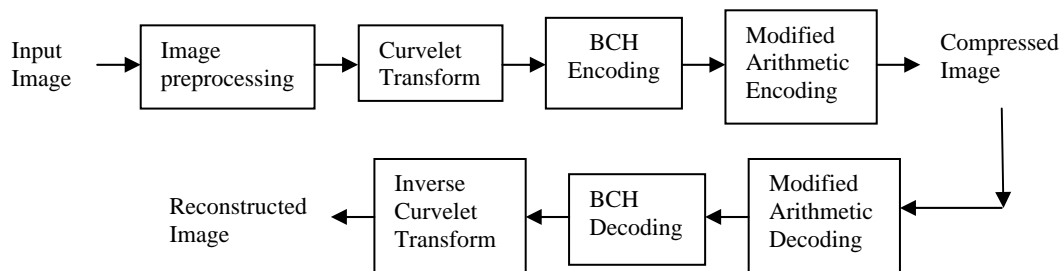 Input
Image
Image
preprocessing
Curvelet
Transform
BCH
Encoding
Modified
Arithmetic
Encoding
Compressed
Image
Modified
Arithmetic
Decoding
BCH
Decoding
Inverse
Curvelet
Transform
Reconstructed
Image